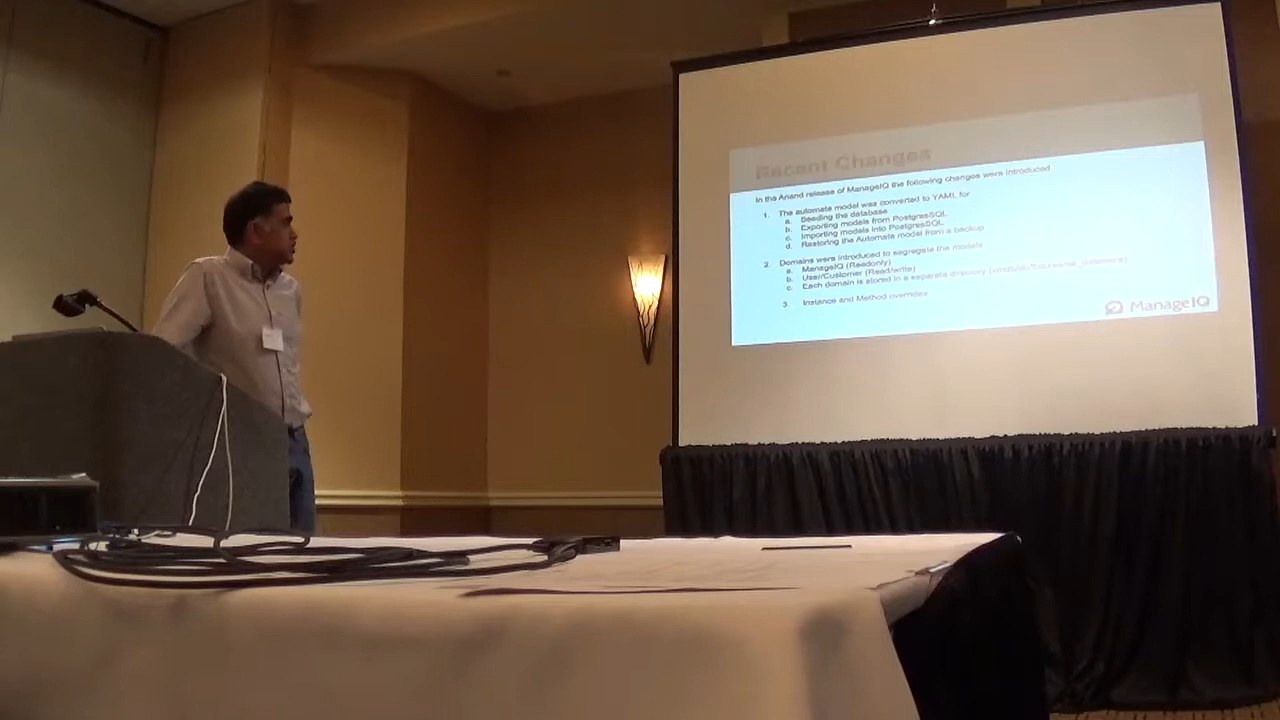 Recent Changes
In the Anand release of ManageIQ the following changes were introduced
1. The automate model was converted to YAML for
a. Seeding the database
b. Exporting models from PostgreSQL
c. Importing models into PostgreSQL
d. Restoring the Automate model from a backup
2. Domains were introduced to segregate the models
a. ManageIQ (Readonly)
b. User/Customer (Read/write)
c. Each domain is stored in a separate directory
3. Instance and Method overrides
ManageIQ